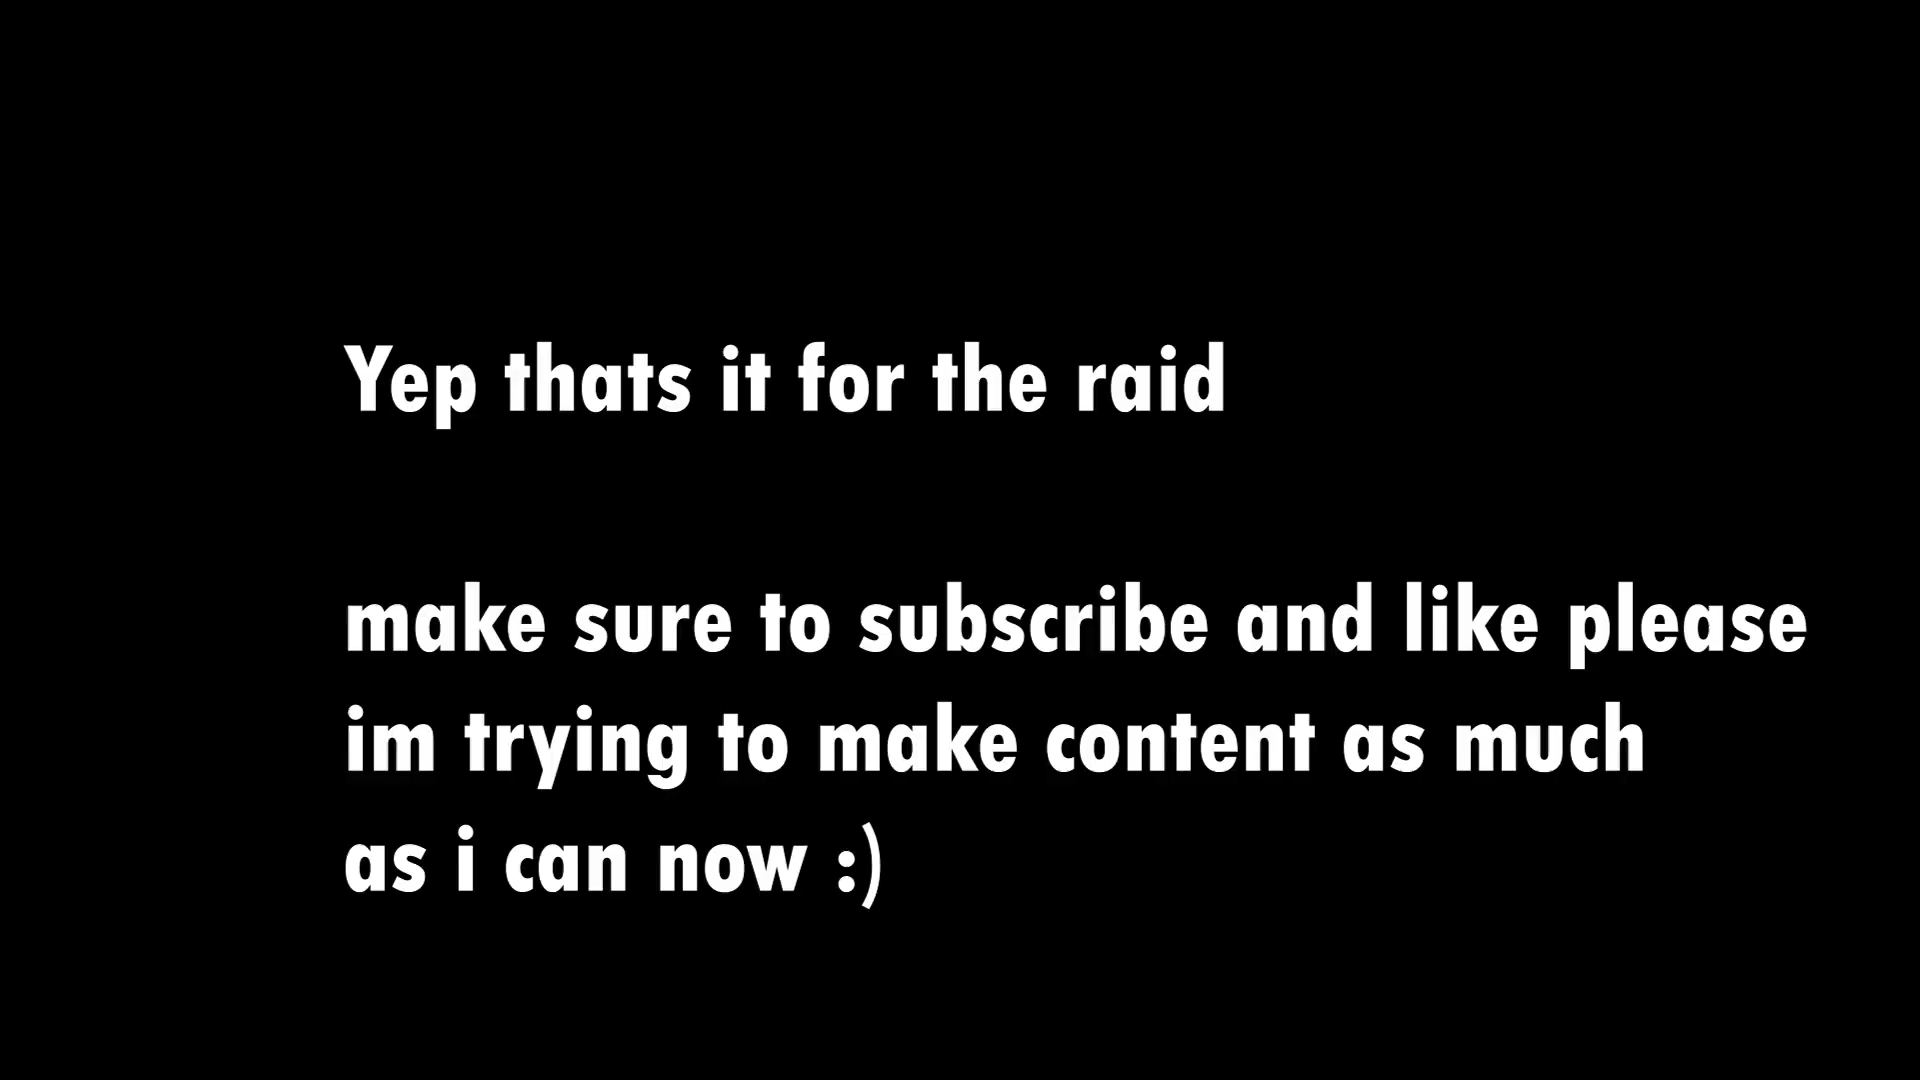 Yep thats it for the raid
make sure to subscribe and like please
im trying to make content as much
as i can now :)